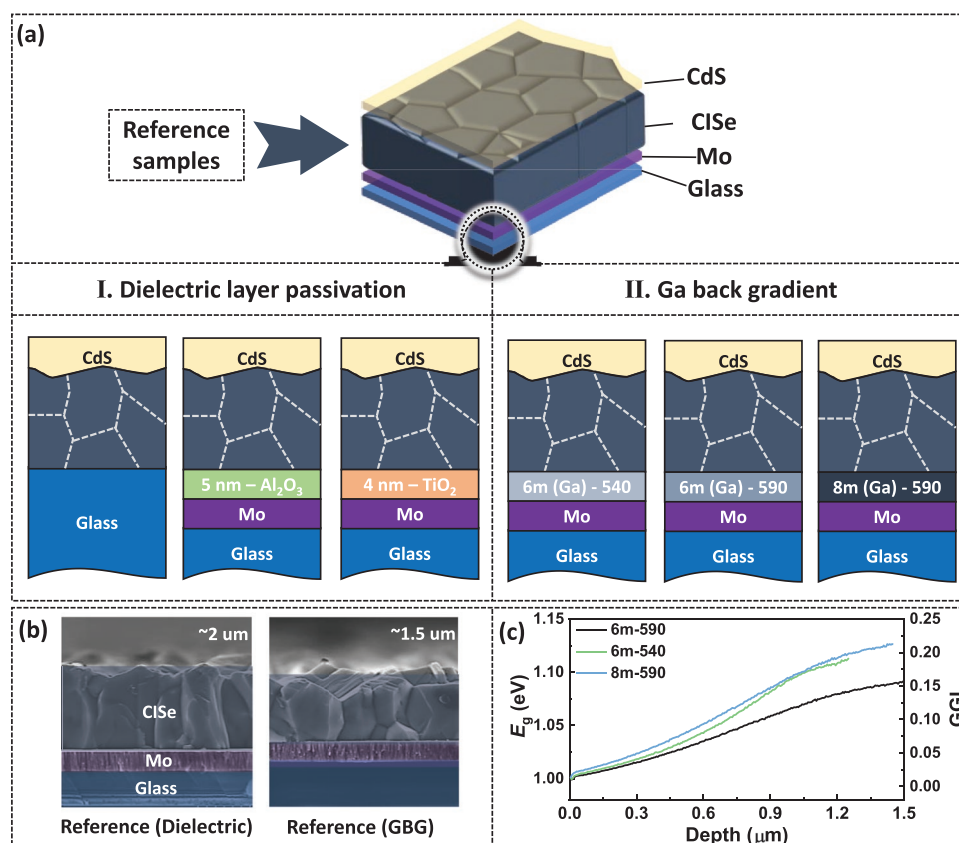 (a)
CdS
CISe
Mo
Glass
Reference
samples
I. Dielectric layer passivation
II. Ga back gradient
CdS
CdS
CdS
CdS
CdS
CdS
5 nm – Al₂O₃
4 nm – TiO₂
6m (Ga) - 540
6m (Ga) - 590
8m (Ga) - 590
Glass
Mo
Mo
Mo
Mo
Mo
Glass
Glass
Glass
Glass
Glass
(b)
~2 um
CISe
Mo
Glass
Reference (Dielectric)
~1.5 um
Reference (GBG)
(c)
6m-590
6m-540
8m-590
1.15
1.10
1.05
1.00
E_g (eV)
0.25
0.20
0.15
0.10
0.05
0.00
GGI
0.0
0.3
0.6
0.9
1.2
1.5
Depth (μm)